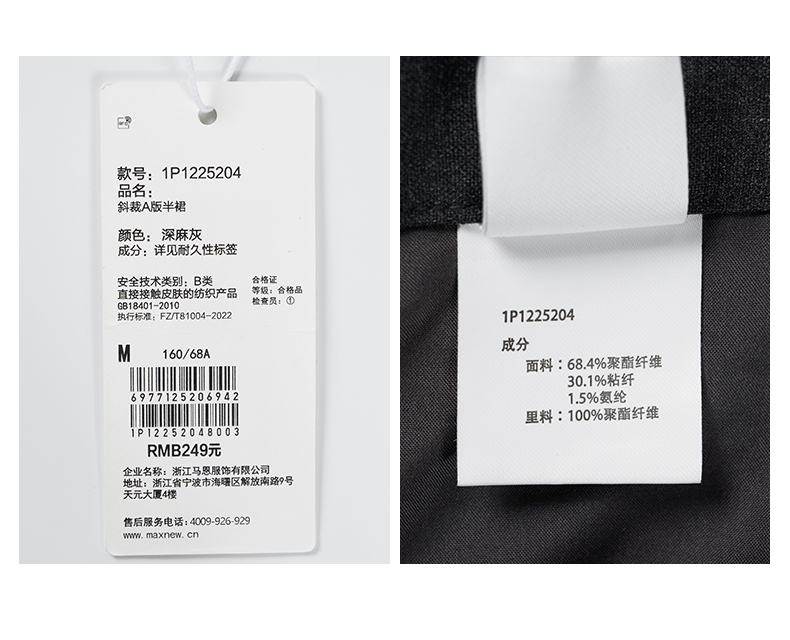 款号：1P1225204
品名：
斜裁A版半裙
颜色：深麻灰
成分：详见耐久性标签
安全技术类别：B类
直接接触皮肤的纺织产品
GB18401-2010
执行标准：FZ/T81004-2022
合格证
等级：合格品
检查员：①
M 160/68A
6977125206942
1P12252048003
RMB249元
企业名称：浙江马恩服饰有限公司
地址：浙江省宁波市海曙区解放南路9号
天元大厦4楼
售后服务电话：4009-926-929
www.maxnew.cn
1P1225204
成分
面料：68.4%聚酯纤维
30.1%粘纤
1.5%氨纶
里料：100%聚酯纤维